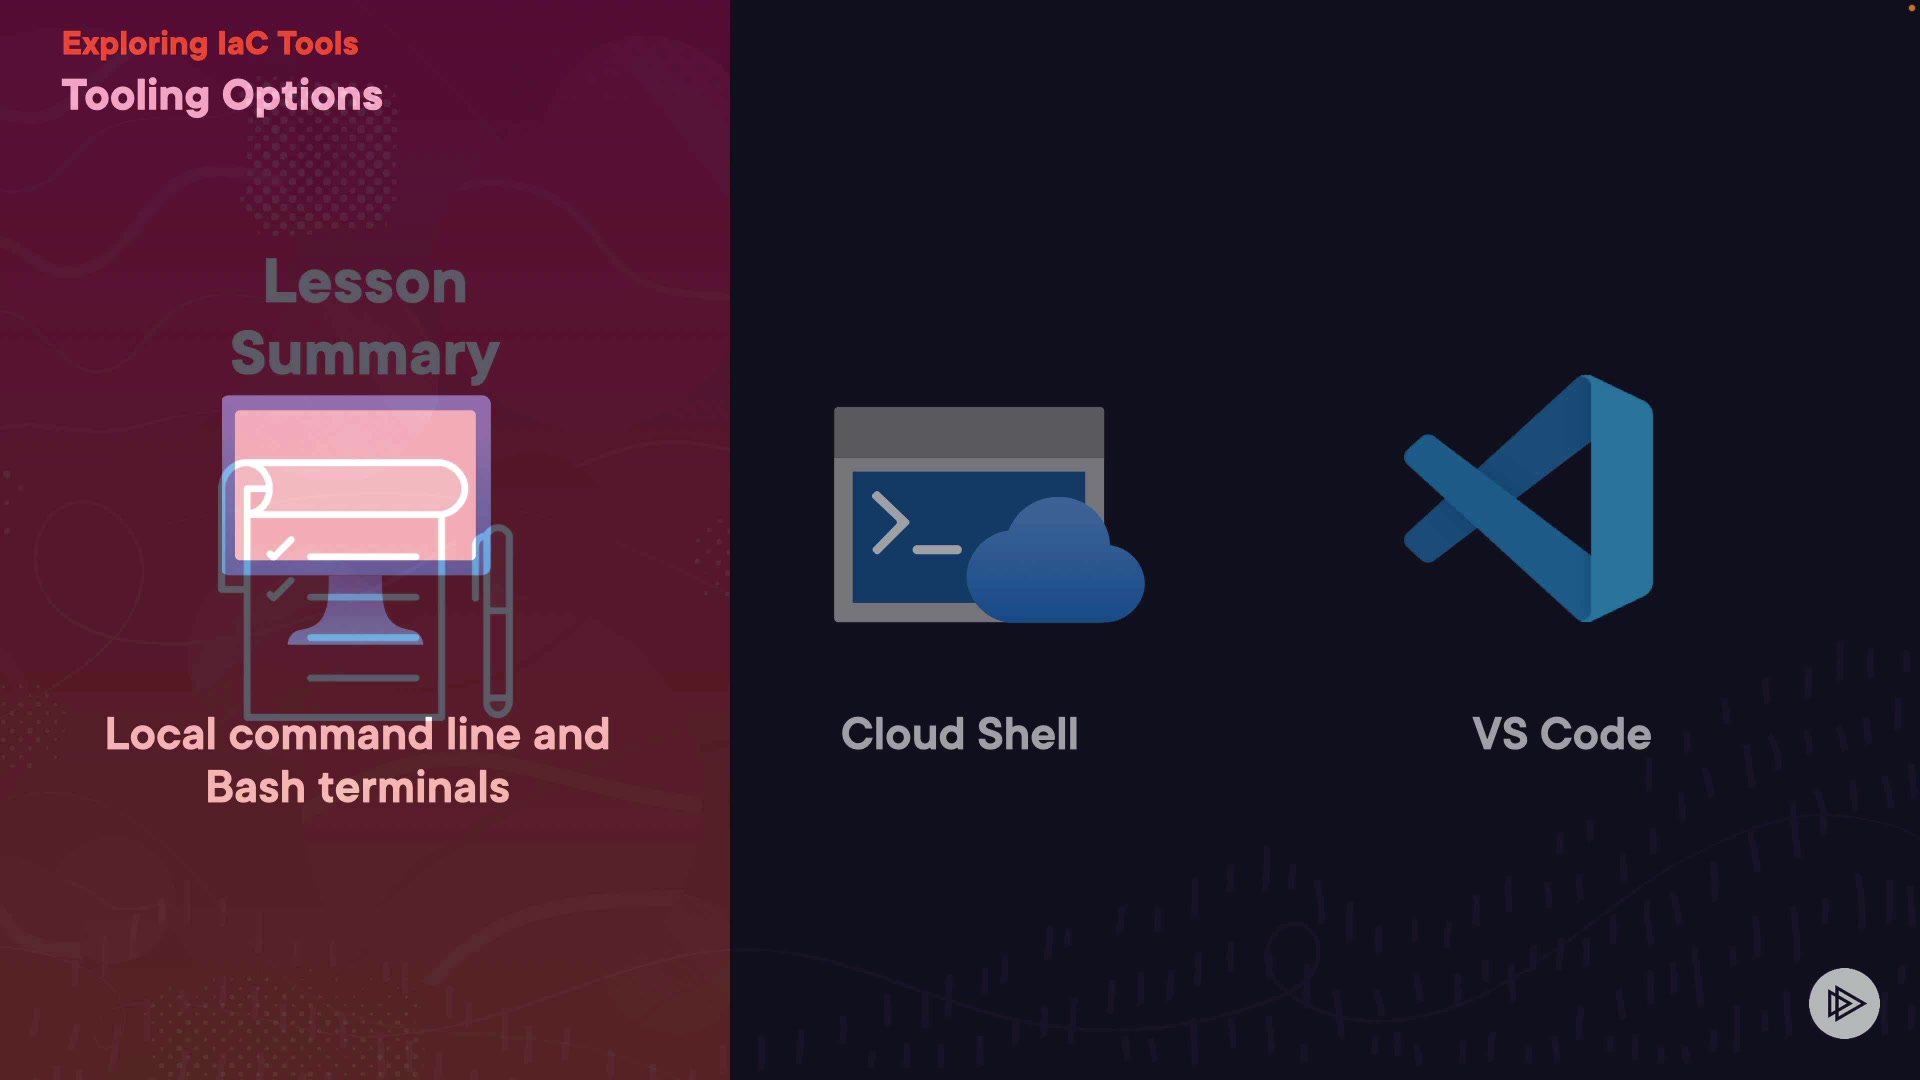 Exploring IaC Tools
Tooling Options
Lesson
Summary
Local command line and
Bash terminals
Cloud Shell
VS Code